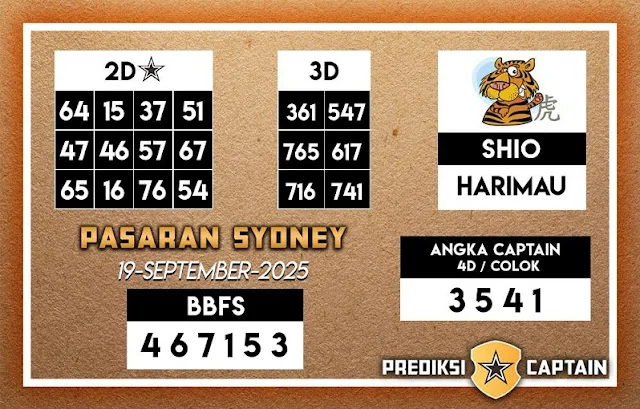 2D
64 15 37 51
47 46 57 67
65 16 76 54
3D
361 547
765 617
716 741
虎
SHIO
HARIMAU
PASARAN SYDNEY
19-SEPTEMBER-2025
BBFS
4 6 7 1 5 3
ANGKA CAPTAIN
4D / COLOK
3 5 4 1
PREDIKSI CAPTAIN